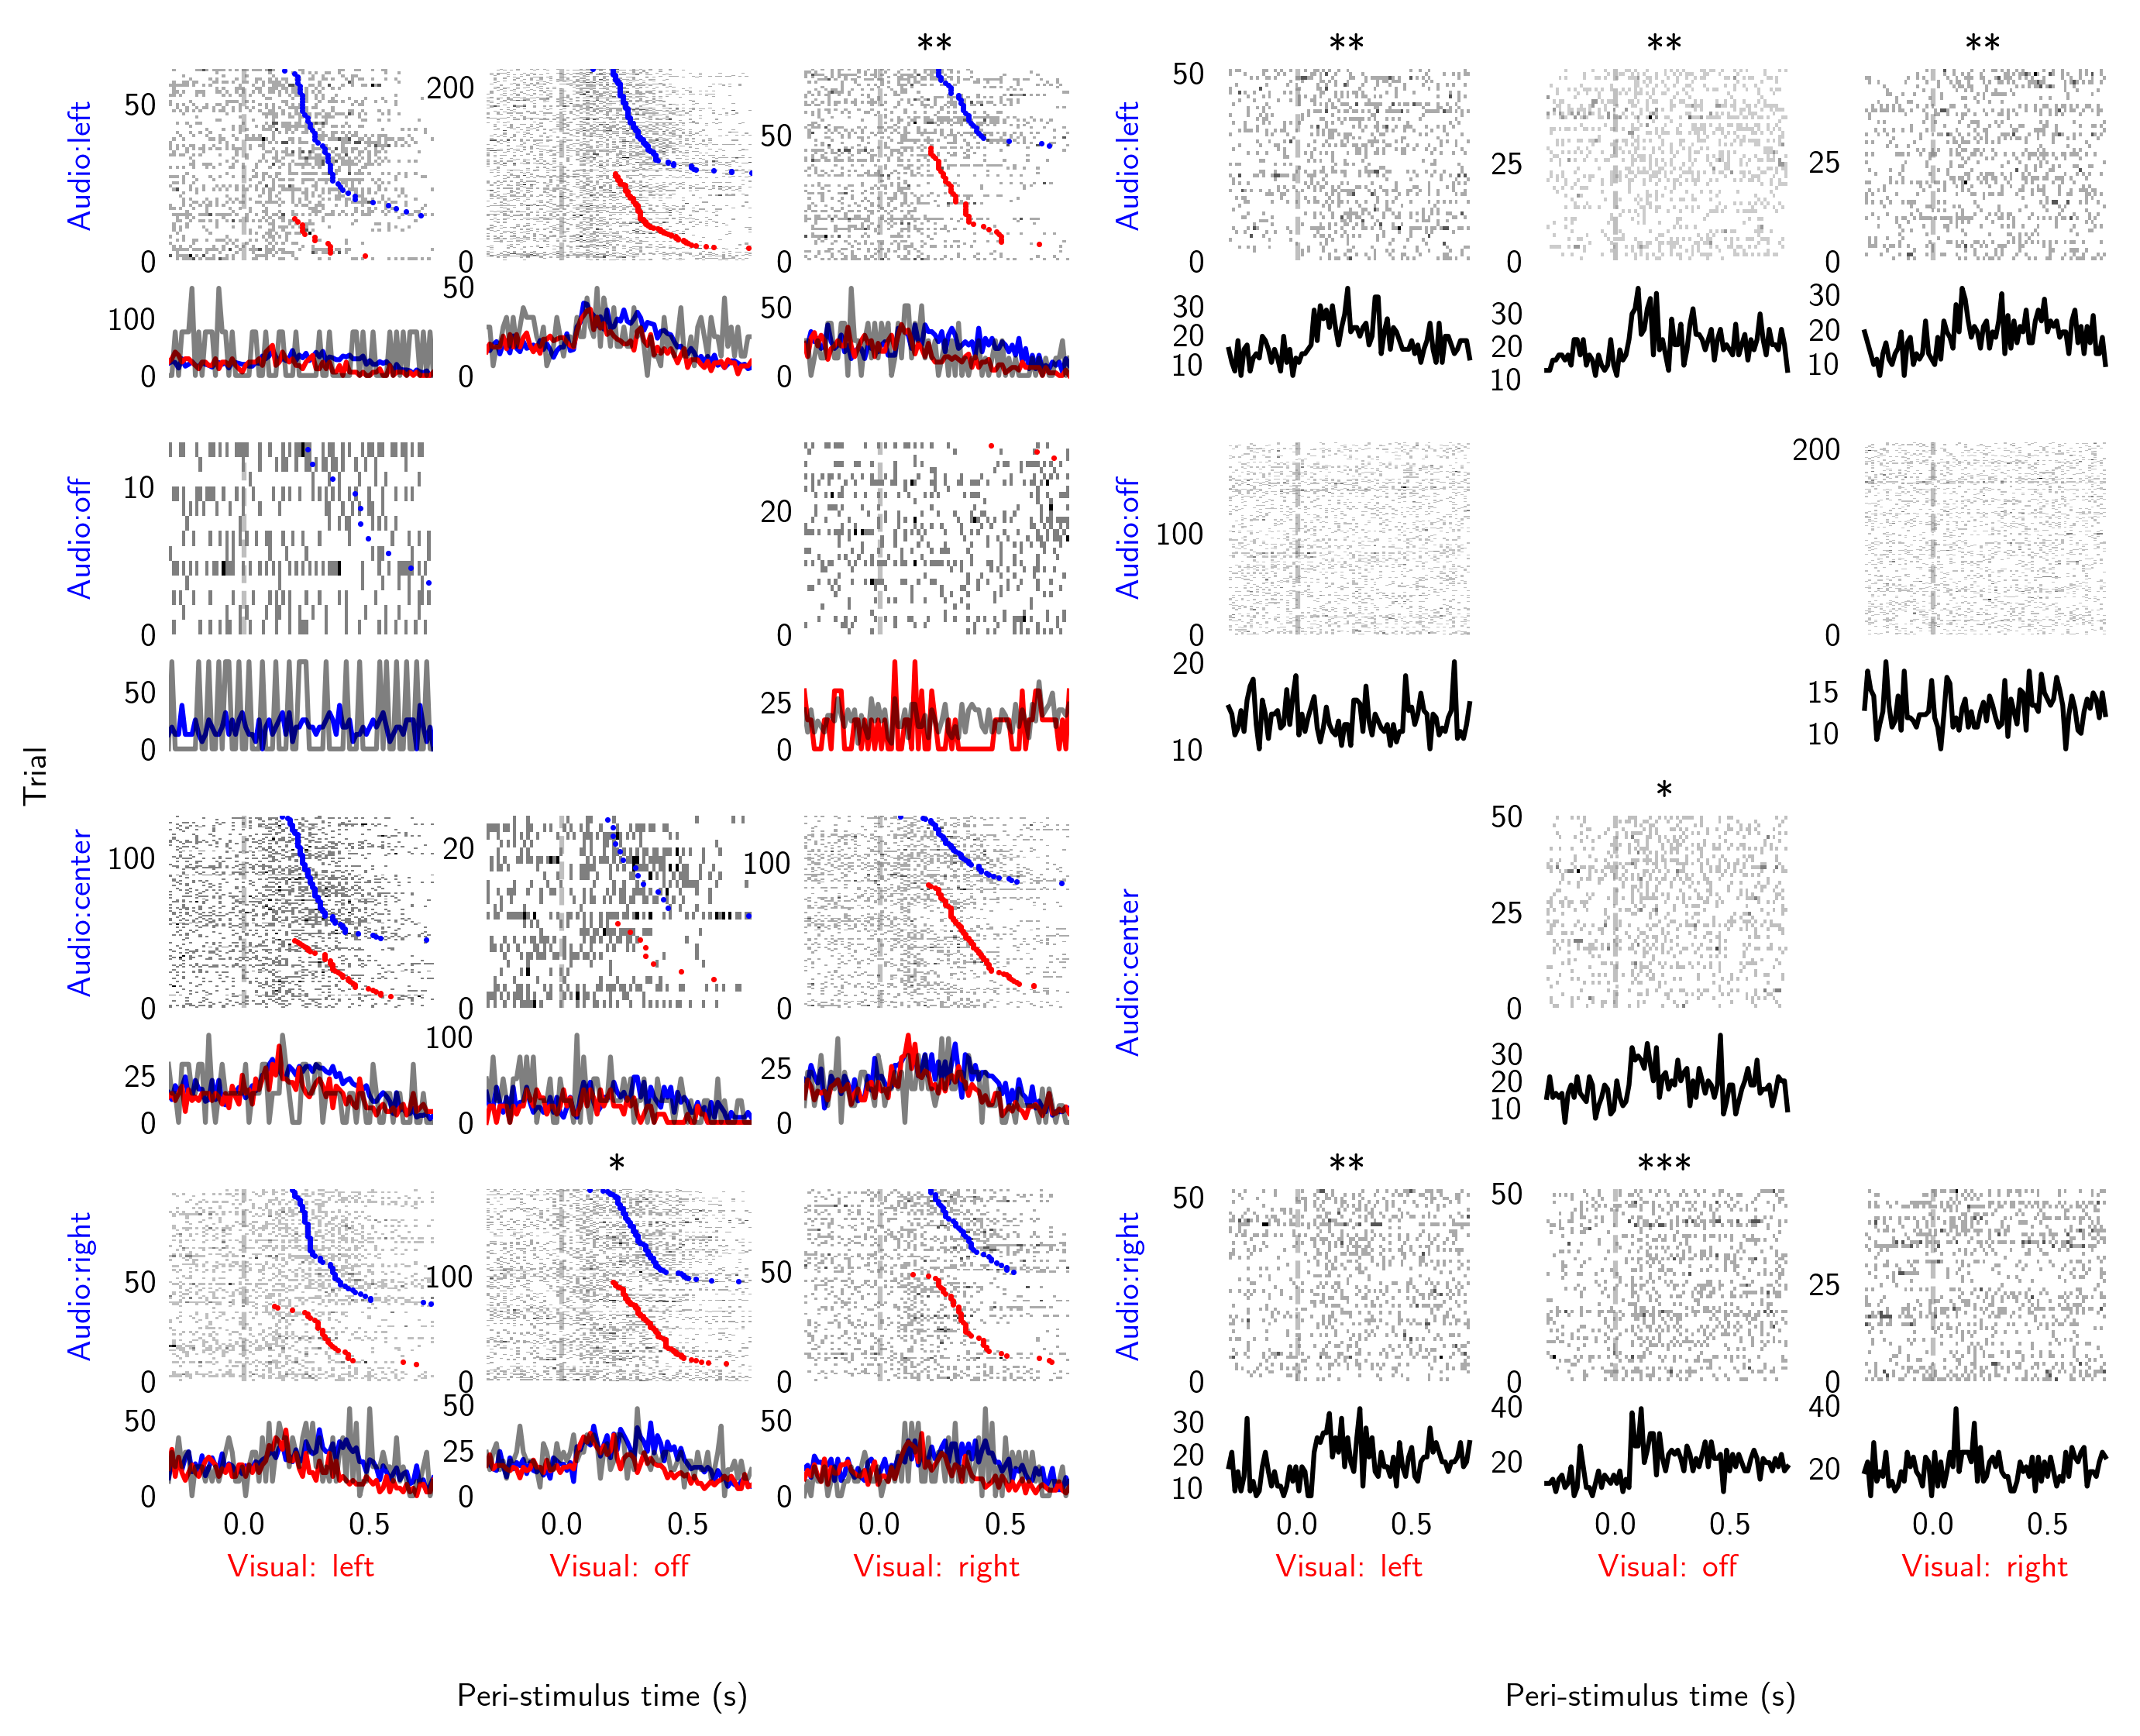 ** ** ** **
Audio:left 50 0 200 0 50 0 Audio:left 50 0 25 0 25 0
100 0 50 0 50 0 30 20 10 30 20 10 30 20 10
Audio:off 10 0 20 0 Audio:off 100 0 200 0
50 0 25 0 20 10 15 10
Trial
*
Audio:center 100 0 20 0 100 0 Audio:center 50 25 0
25 0 100 0 25 0 30 20 10
* ** ***
Audio:right 50 0 100 0 50 0 Audio:right 50 0 50 0 25 0
50 0 50 25 0 50 0 30 20 10 40 20 40 20
0.0 0.5 0.0 0.5 0.0 0.5 0.0 0.5 0.0 0.5 0.0 0.5
Visual: left Visual: off Visual: right Visual: left Visual: off Visual: right
Peri-stimulus time (s) Peri-stimulus time (s)